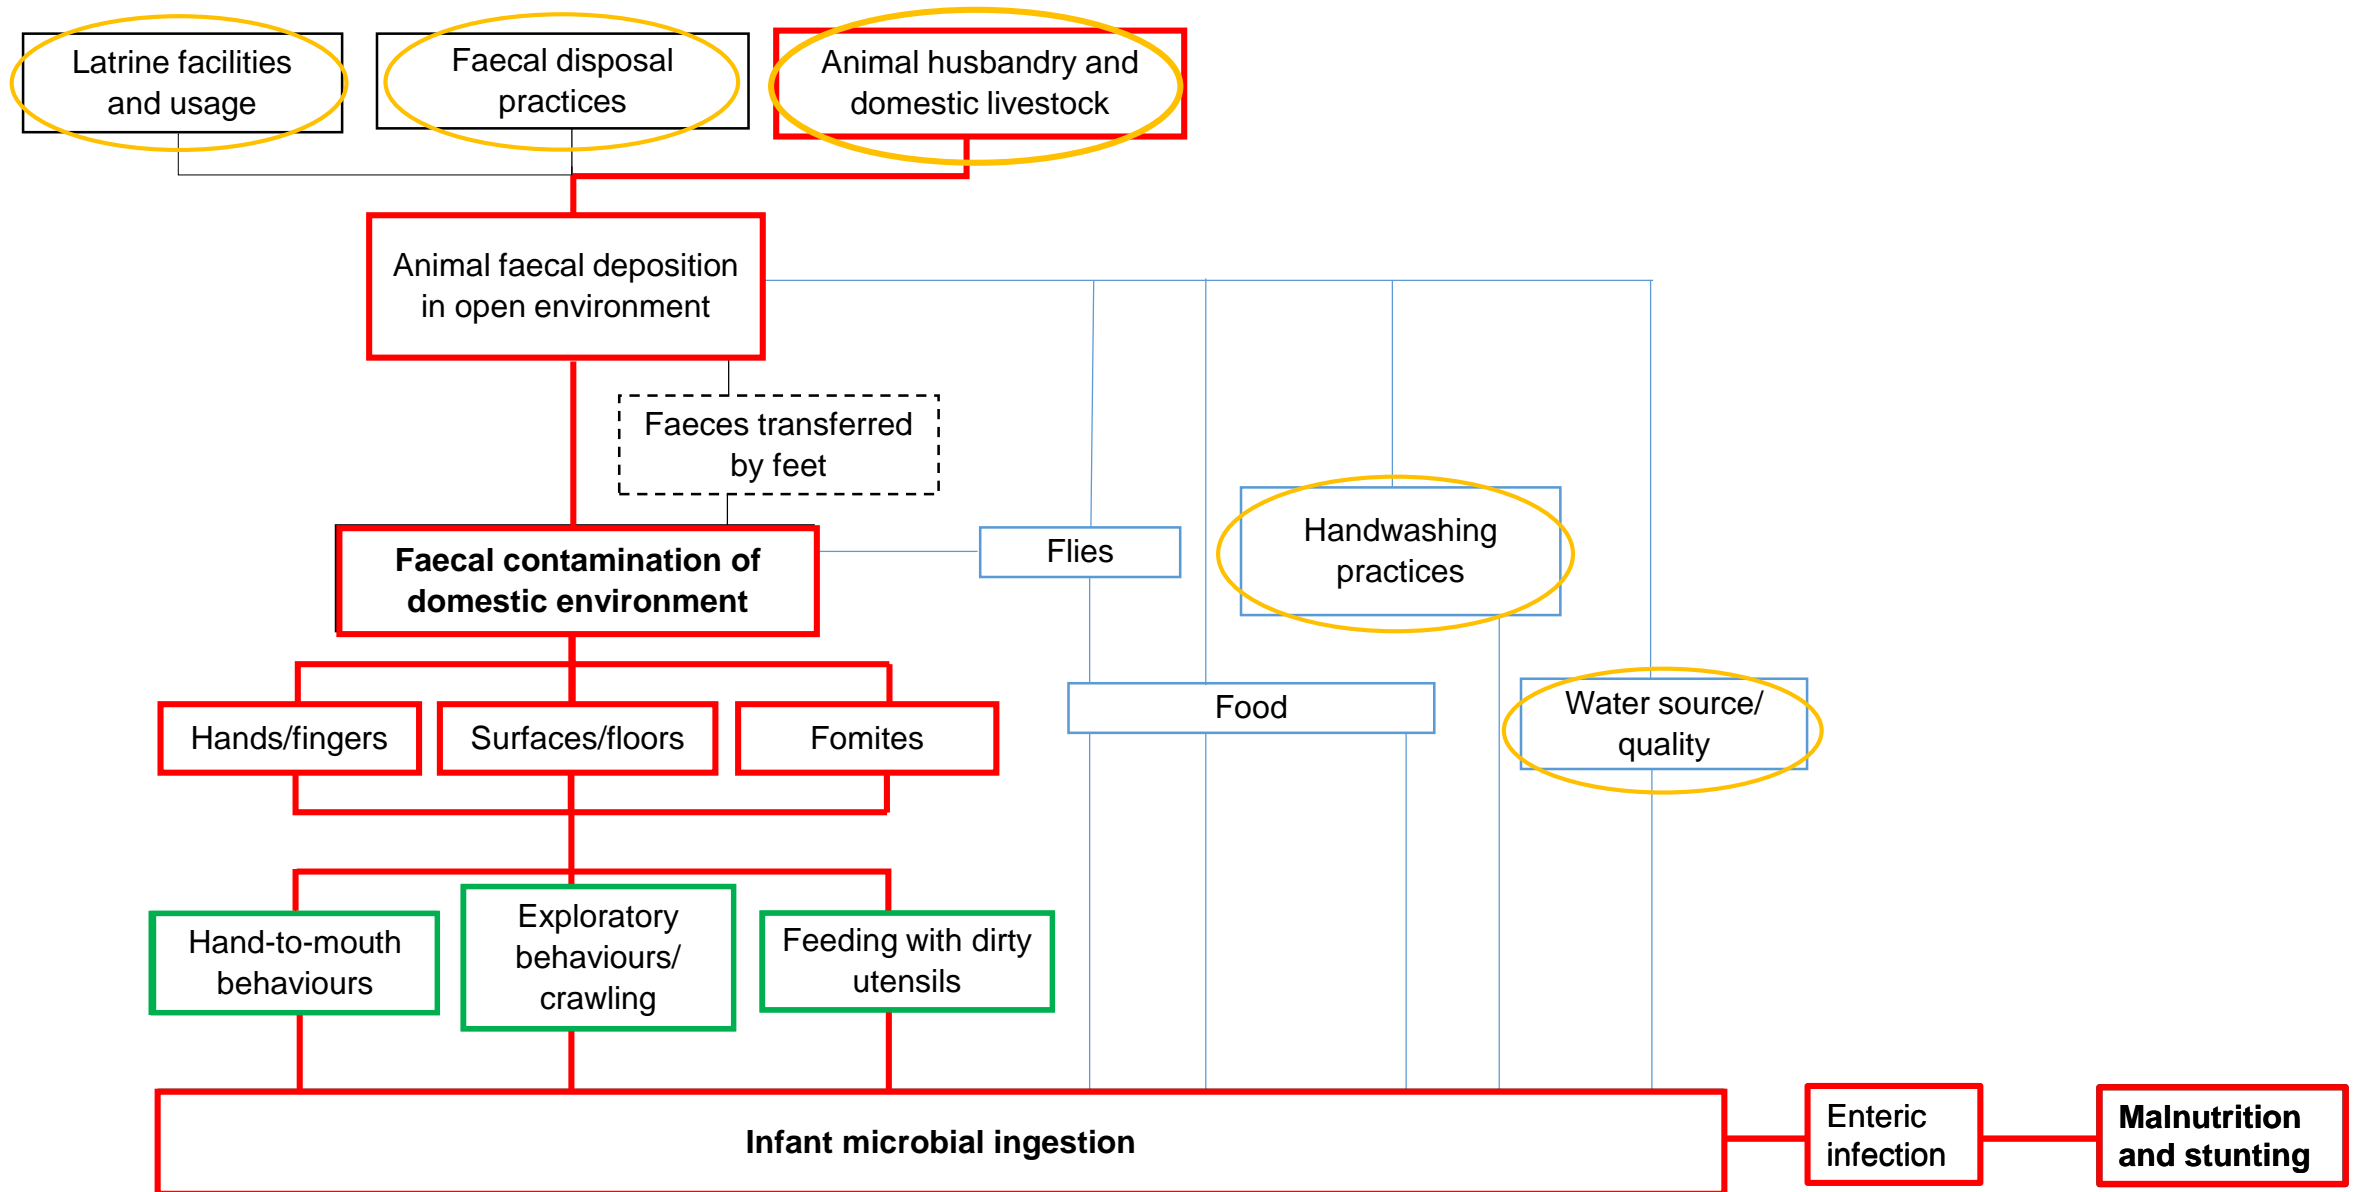 Latrine facilities
and usage
Faecal disposal
practices
Animal husbandry and
domestic livestock
Animal faecal deposition
in open environment
Faeces transferred
by feet
Faecal contamination of
domestic environment
Flies
Handwashing
practices
Food
Water source/
quality
Hands/fingers
Surfaces/floors
Fomites
Hand-to-mouth
behaviours
Exploratory
behaviours/
crawling
Feeding with dirty
utensils
Infant microbial ingestion
Enteric
infection
Malnutrition
and stunting